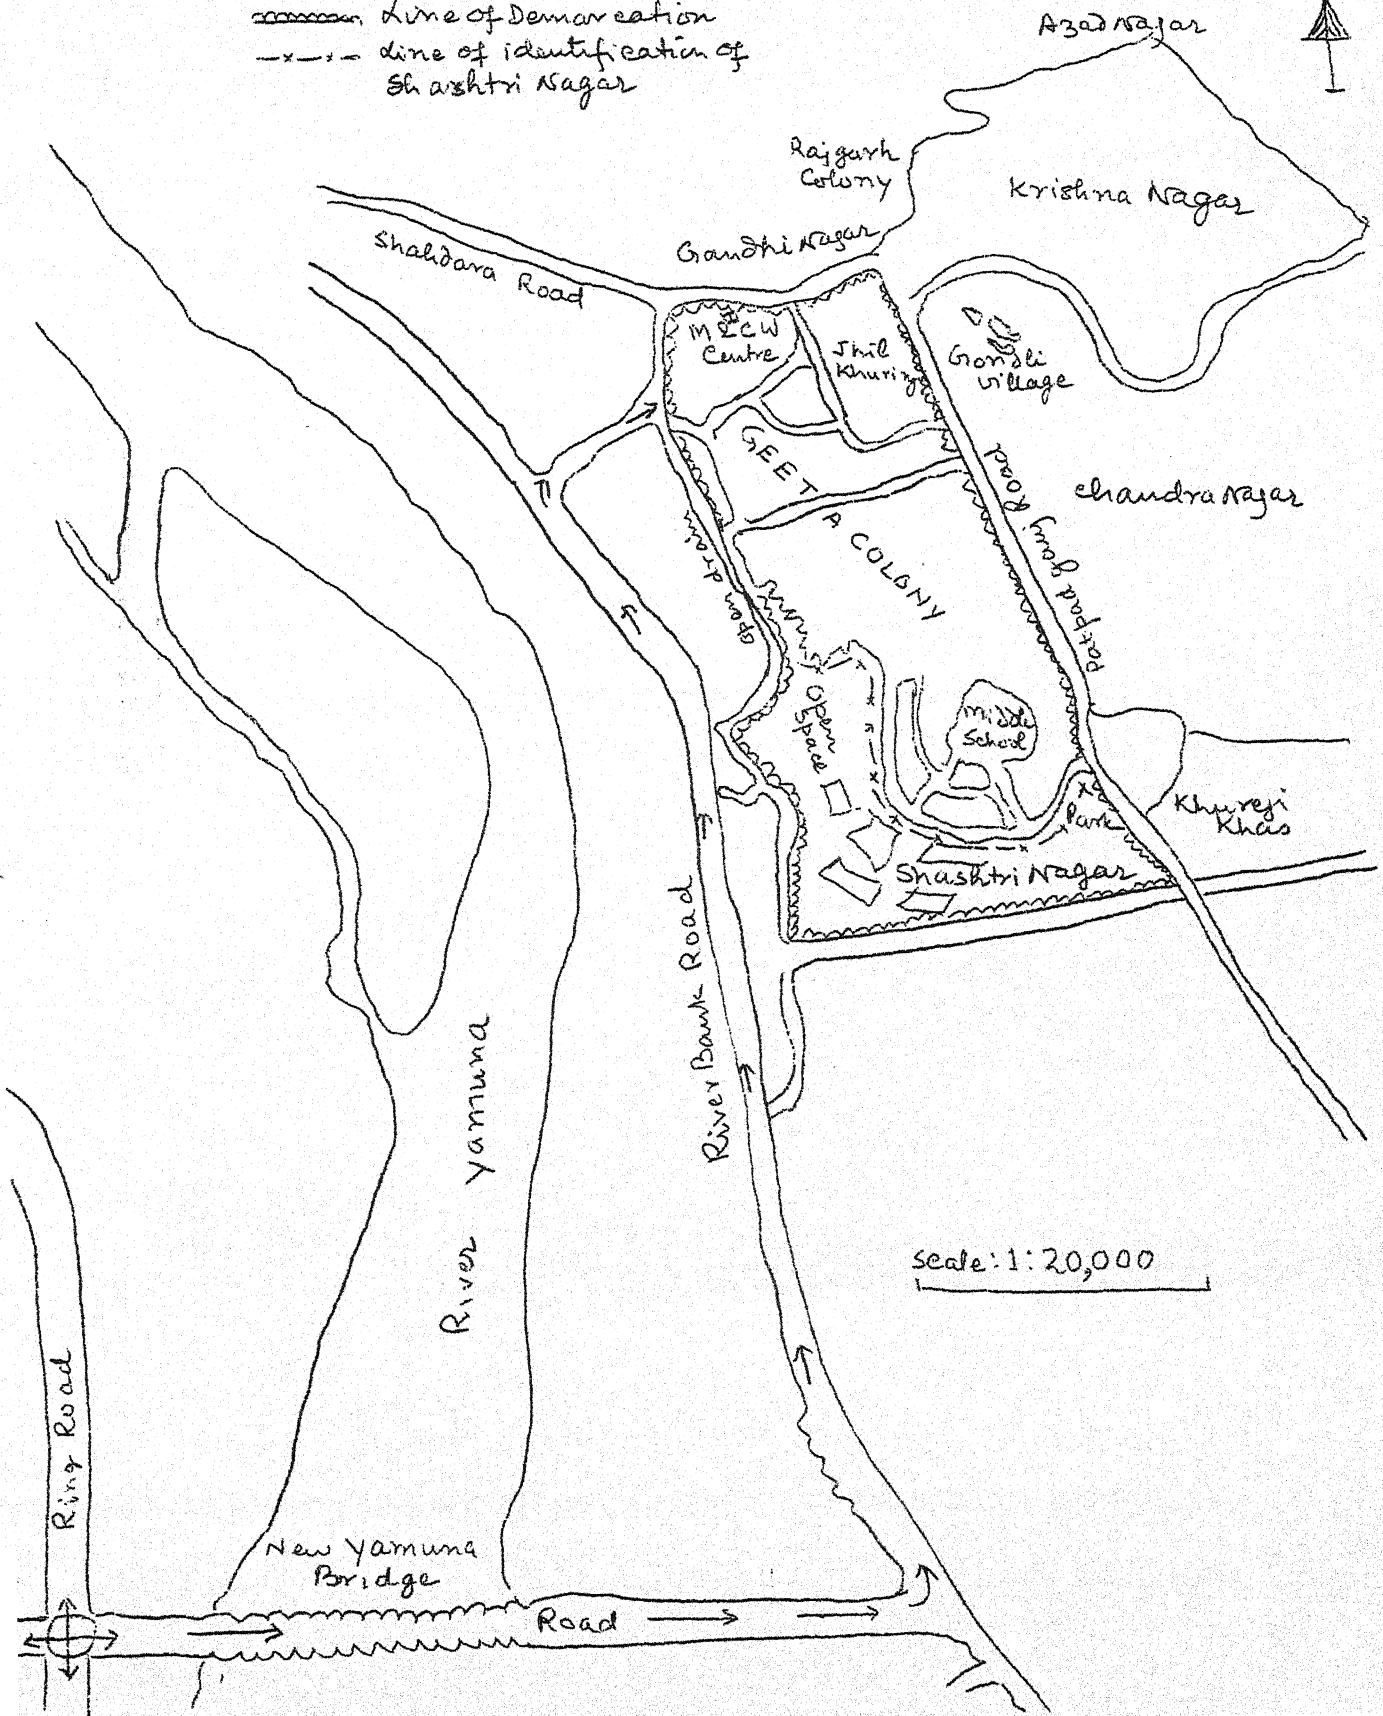 Line of Demarcation
Line of identification of
Shashtri Nagar
Azad Nagar
Rajgarh
Colony
Krishna Nagar
Gandhi Nagar
Shahdara Road
M&CW
Centre
Jhil
Khuring
Gondli
village
GEETA COLONY
Patpad ganj Road
Chandra Nagar
open drain
Open
Space
Middle
School
Park
Khureji
Khas
Shashtri Nagar
River Bank Road
River Yamuna
Scale: 1:20,000
Ring Road
New Yamuna
Bridge
Road